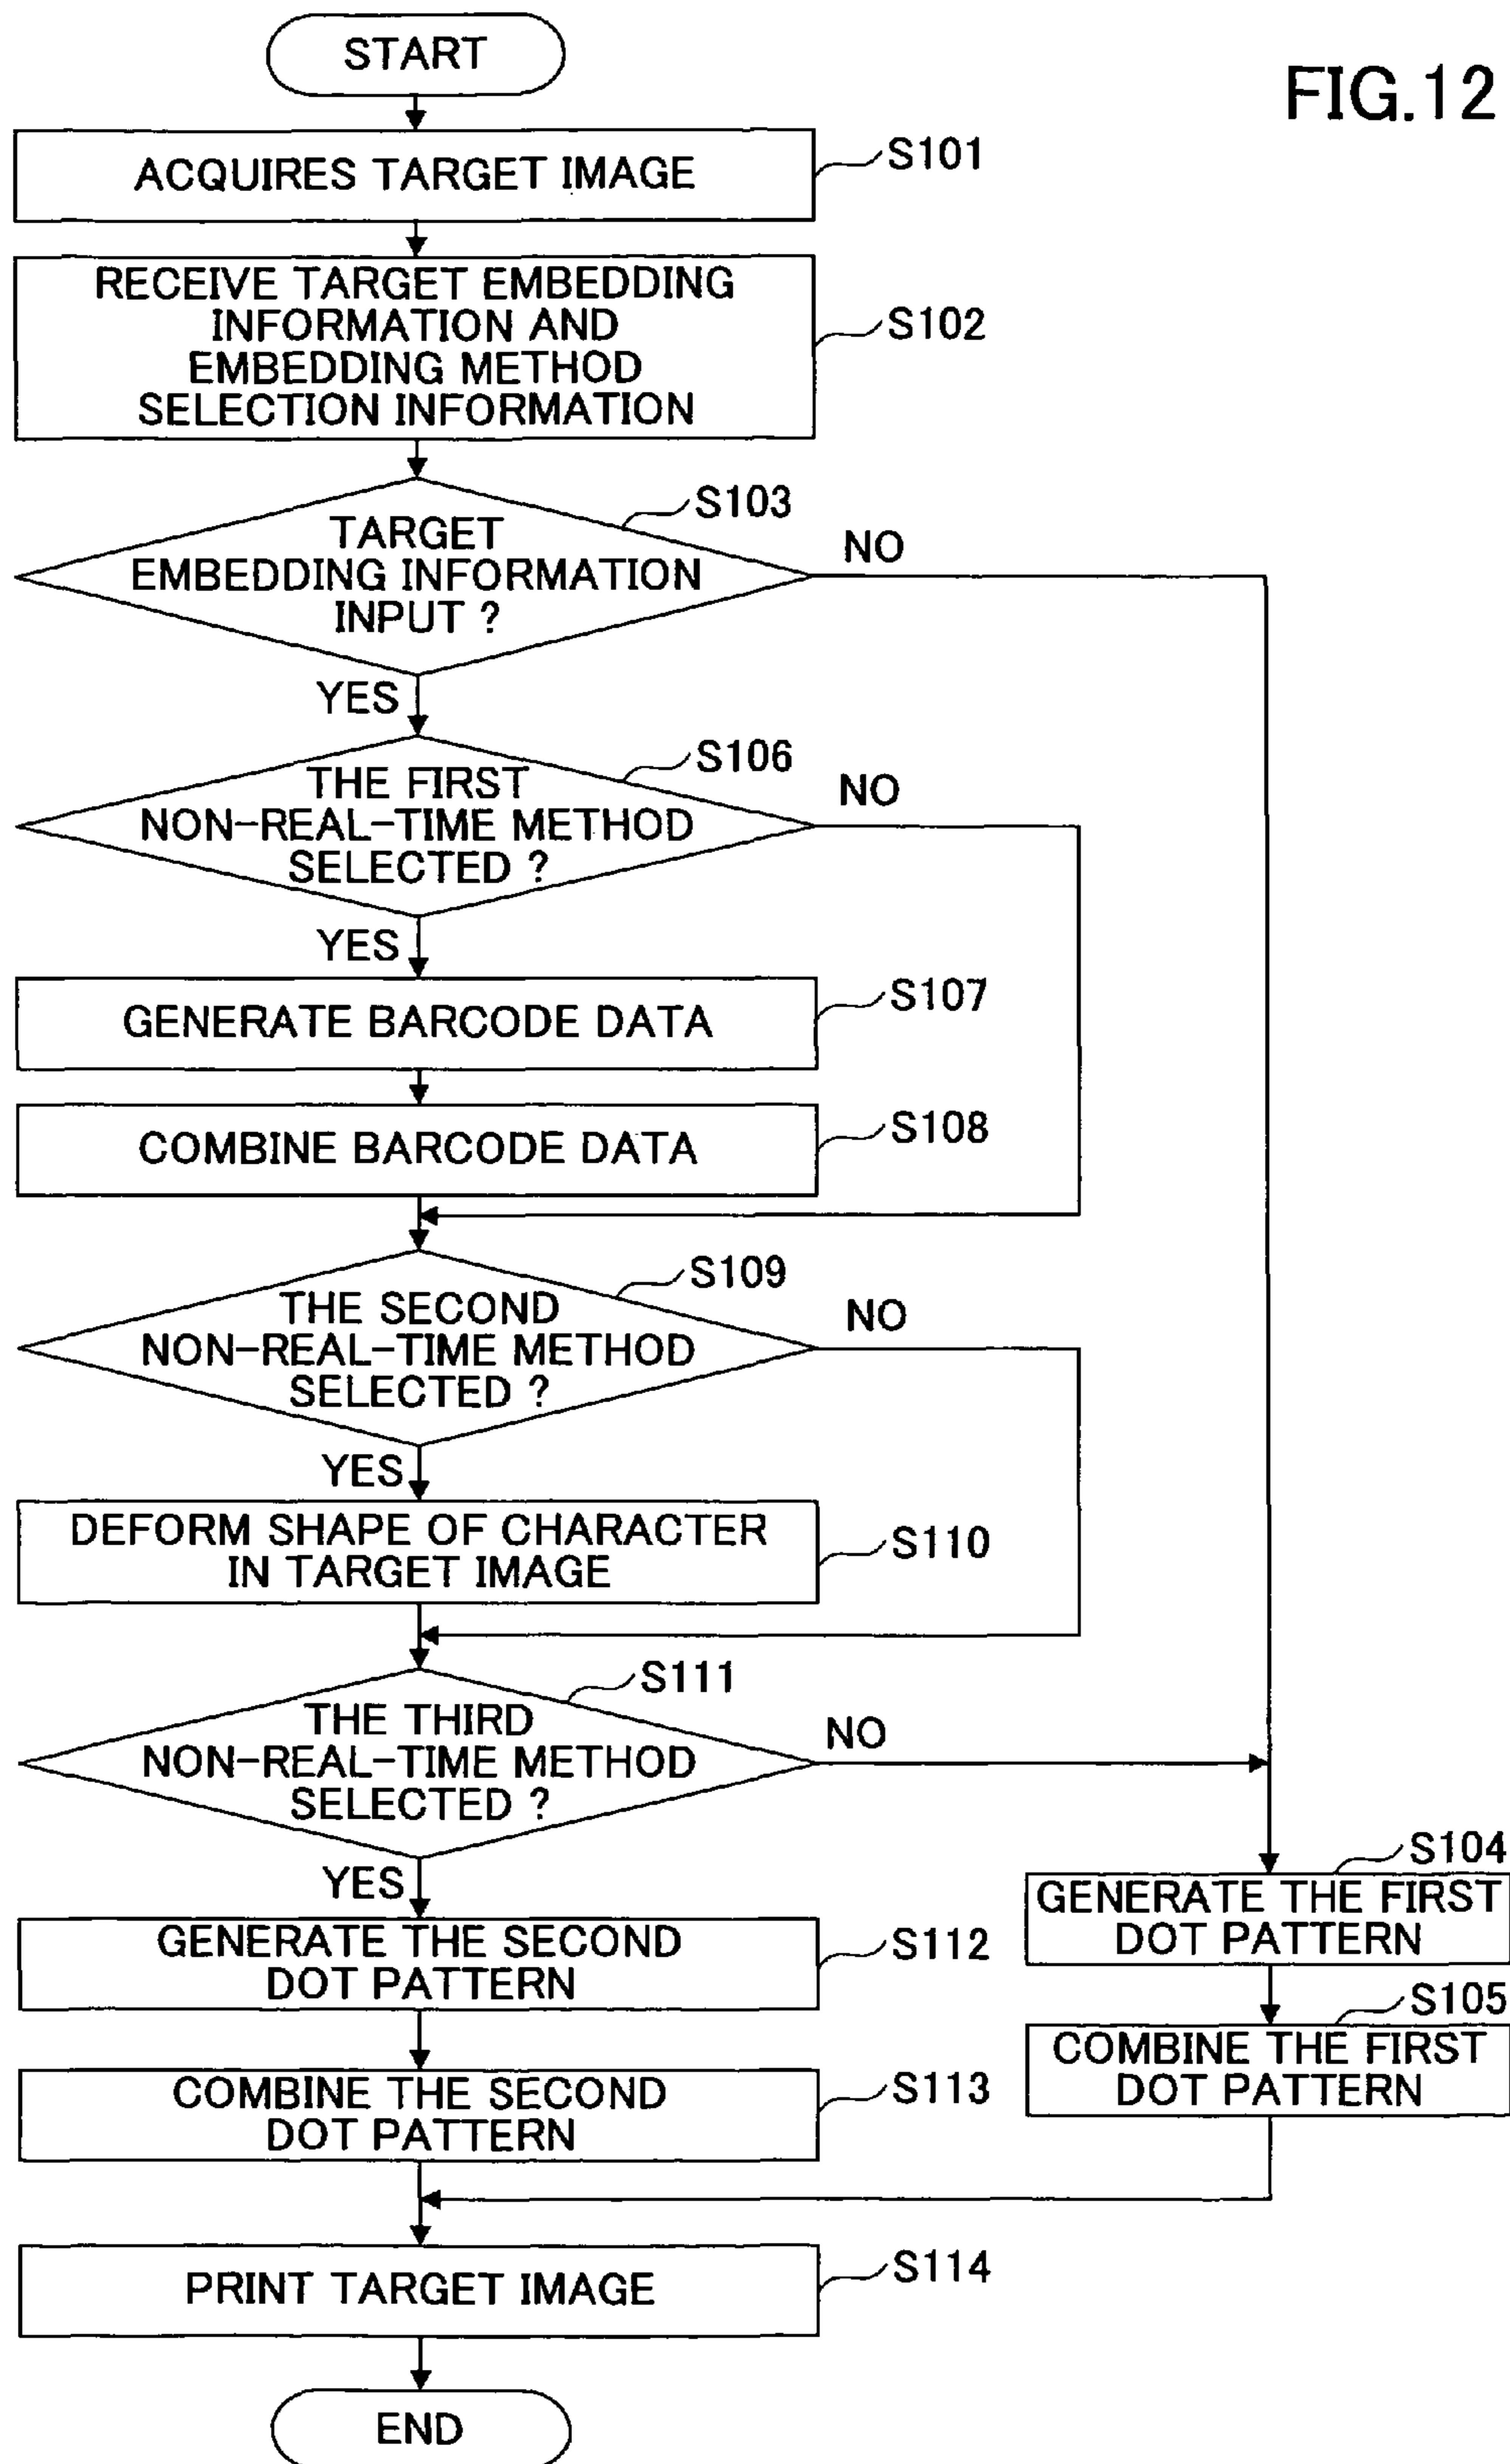 START
FIG.12
ACQUIRES TARGET IMAGE
S101
RECEIVE TARGET EMBEDDING
INFORMATION AND
EMBEDDING METHOD
SELECTION INFORMATION
S102
S103
TARGET
EMBEDDING INFORMATION
INPUT ?
NO
YES
S106
THE FIRST
NON-REAL-TIME METHOD
SELECTED ?
NO
YES
GENERATE BARCODE DATA
S107
COMBINE BARCODE DATA
S108
S109
THE SECOND
NON-REAL-TIME METHOD
SELECTED ?
NO
YES
DEFORM SHAPE OF CHARACTER
IN TARGET IMAGE
S110
S111
THE THIRD
NON-REAL-TIME METHOD
SELECTED ?
NO
YES
S104
GENERATE THE FIRST
DOT PATTERN
GENERATE THE SECOND
DOT PATTERN
S112
S105
COMBINE THE FIRST
DOT PATTERN
COMBINE THE SECOND
DOT PATTERN
S113
PRINT TARGET IMAGE
S114
END